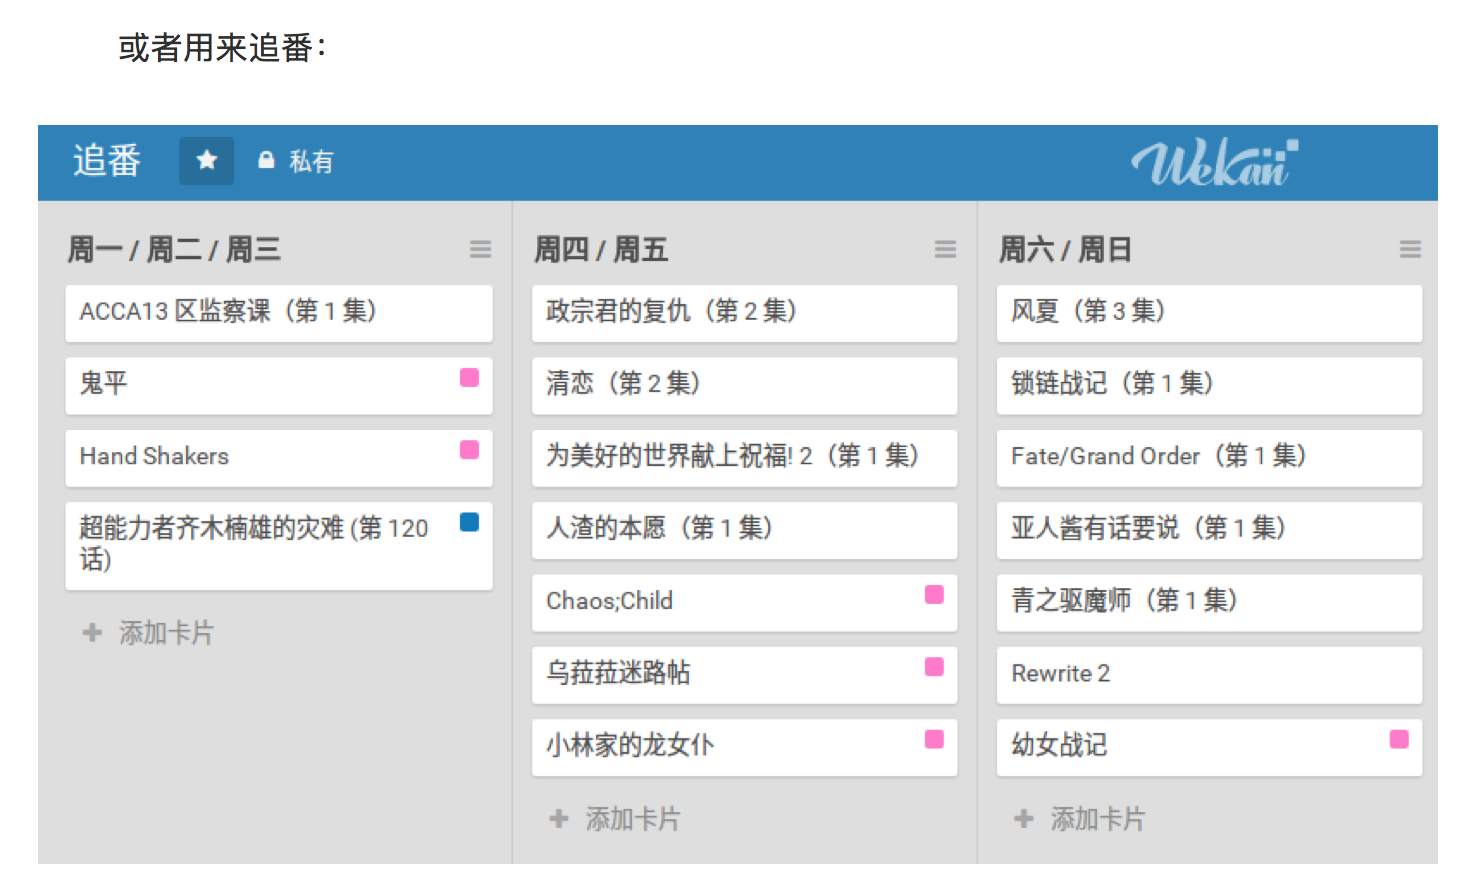 或者用来追番：
追番 私有 Wekan
周一 / 周二 / 周三
ACCA13 区监察课（第 1 集）
鬼平
Hand Shakers
超能力者齐木楠雄的灾难 (第 120
话)
添加卡片
周四 / 周五
政宗君的复仇（第 2 集）
清恋（第 2 集）
为美好的世界献上祝福! 2（第 1 集）
人渣的本愿（第 1 集）
Chaos;Child
乌菈菈迷路帖
小林家的龙女仆
添加卡片
周六 / 周日
风夏（第 3 集）
锁链战记（第 1 集）
Fate/Grand Order（第 1 集）
亚人酱有话要说（第 1 集）
青之驱魔师（第 1 集）
Rewrite 2
幼女战记
添加卡片